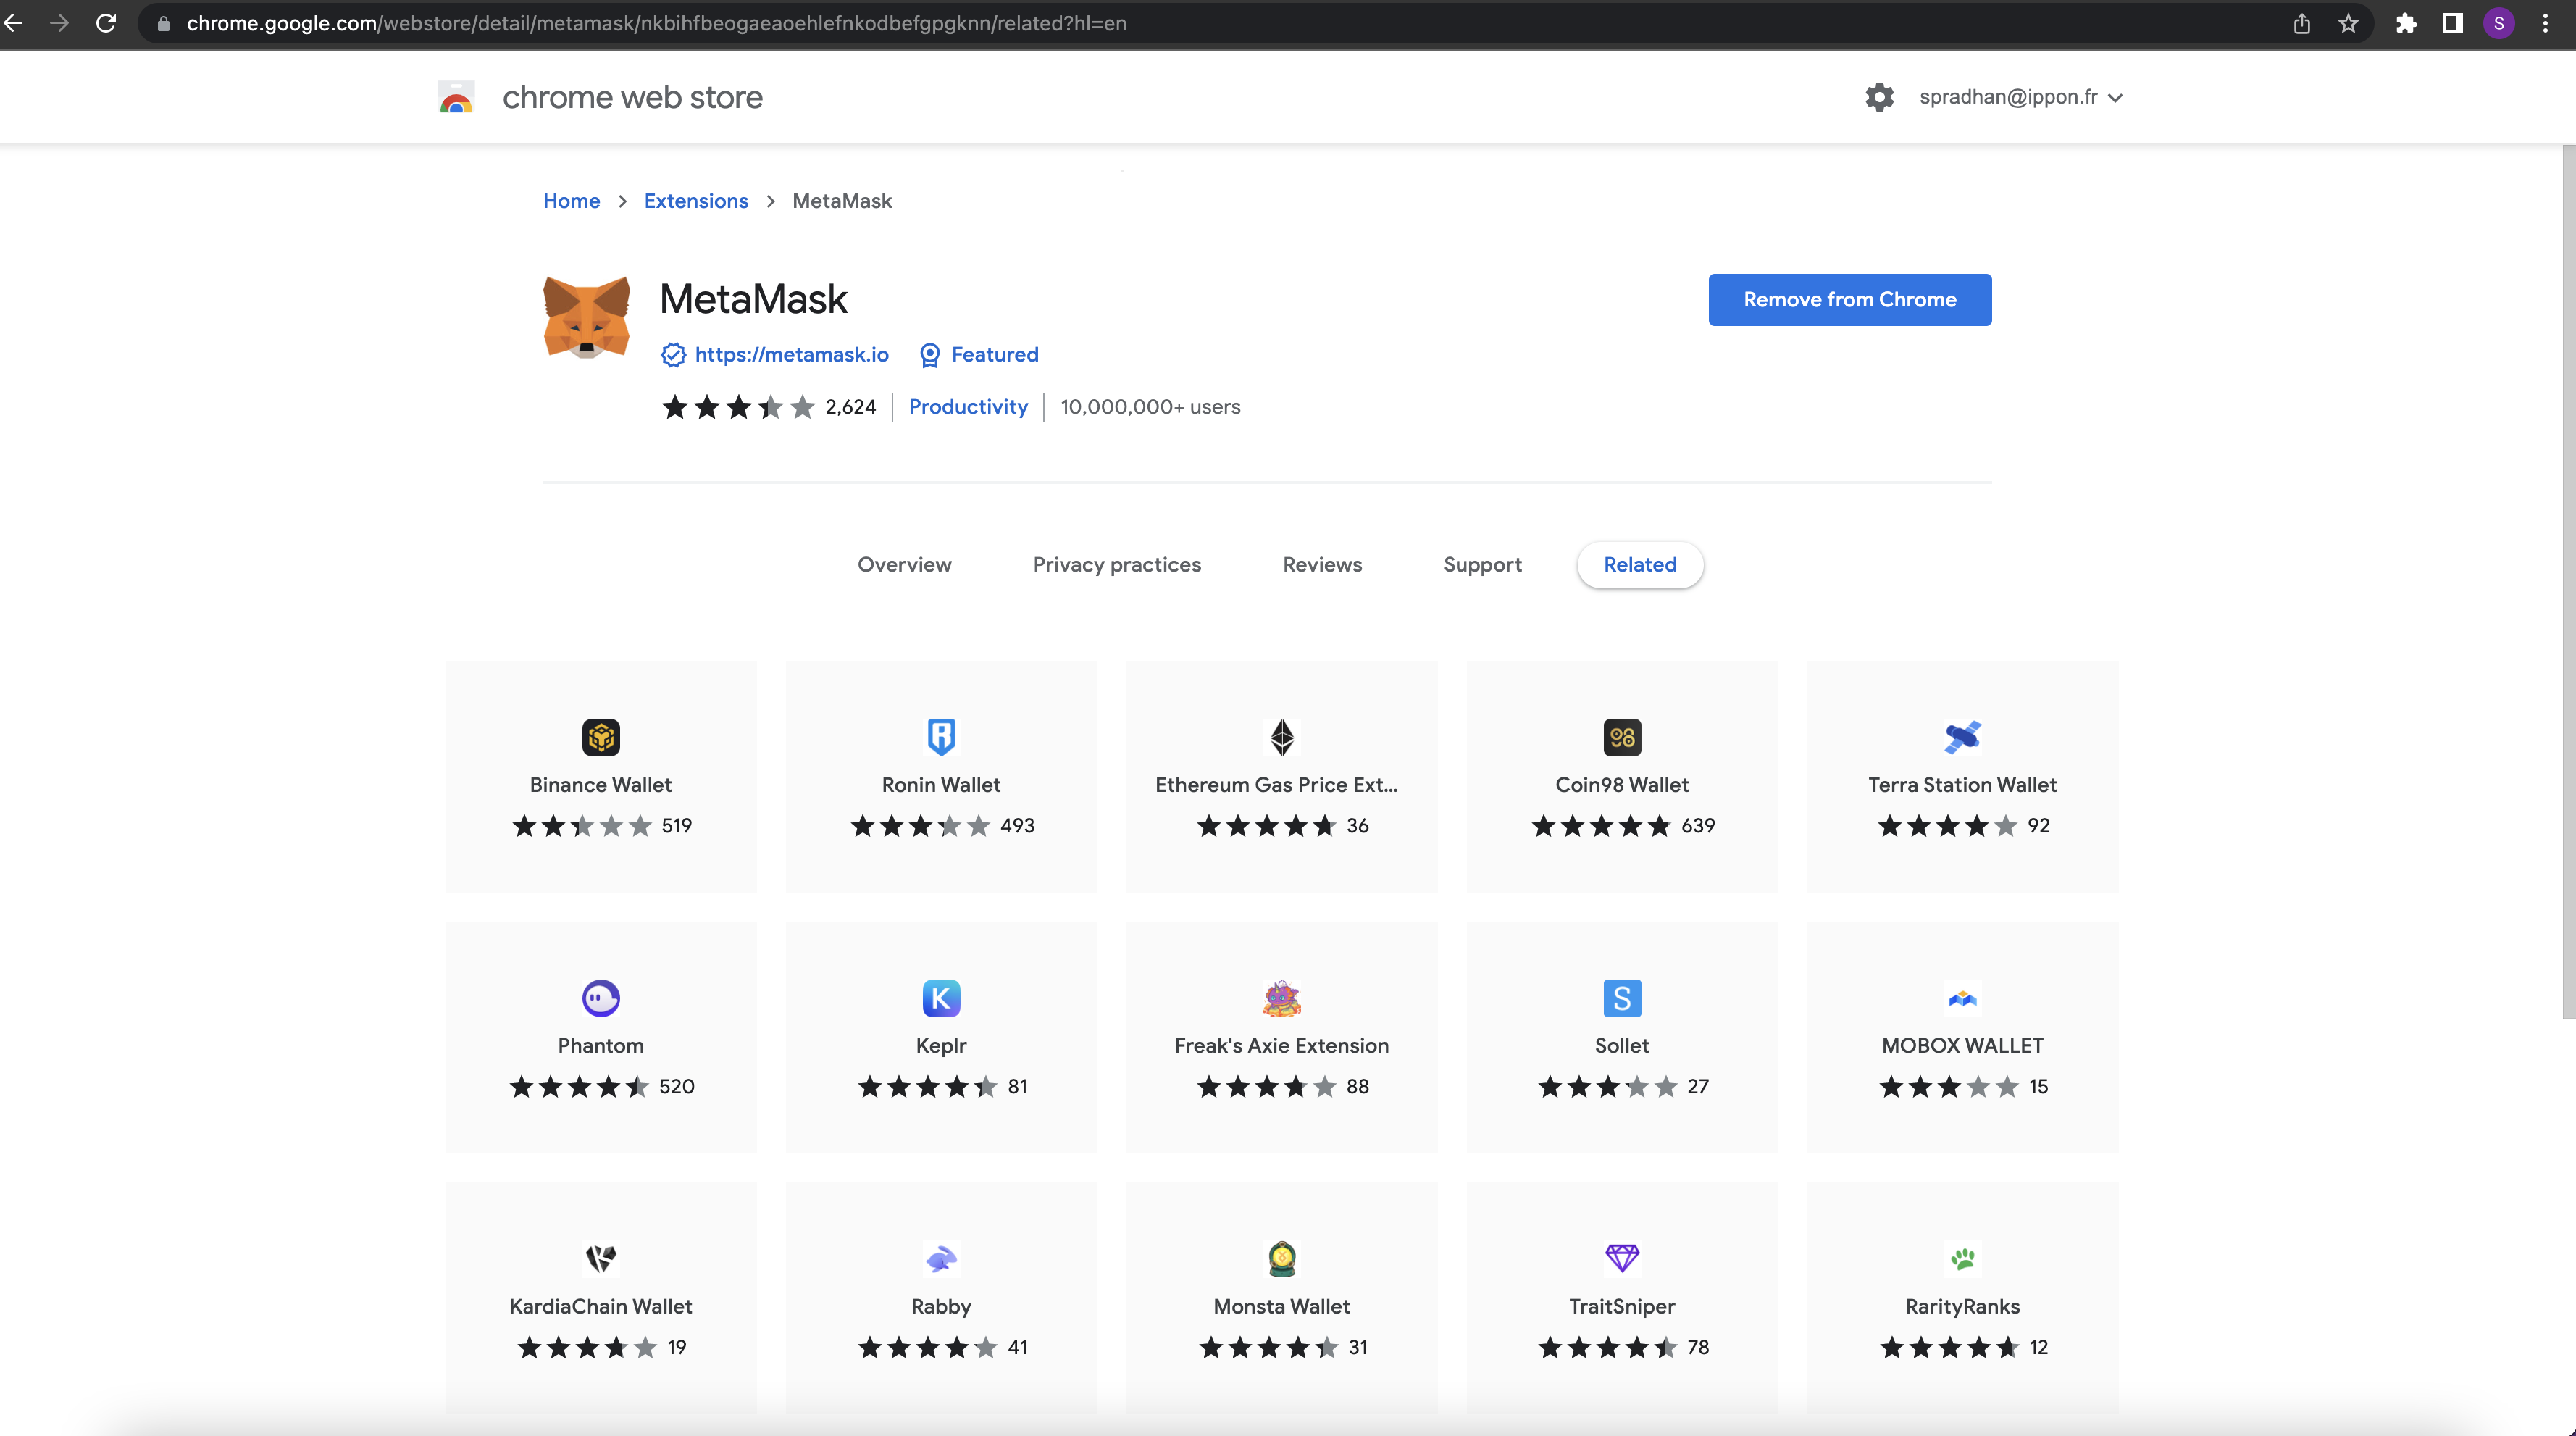 chrome.google.com/webstore/detail/metamask/nkbihfbeogaeaoehlefnkodbefgpgknn/related?hl=en
S
chrome web store
spradhan@ippon.fr
Home > Extensions > MetaMask
MetaMask
Remove from Chrome
https://metamask.io Featured
2,624 Productivity 10,000,000+ users
Overview Privacy practices Reviews Support Related
Binance Wallet Ronin Wallet Ethereum Gas Price Ext... Coin98 Wallet Terra Station Wallet
519 493 36 639 92
K S
Phantom Keplr Freak's Axie Extension Sollet MOBOX WALLET
520 81 88 27 15
KardiaChain Wallet Rabby Monsta Wallet TraitSniper RarityRanks
19 41 31 78 12